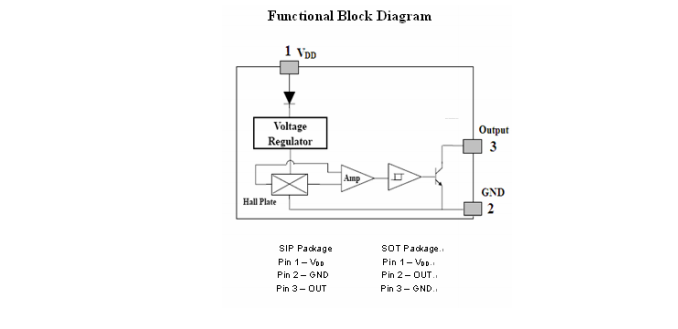 Functional Block Diagram
1 VDD
Voltage
Regulator
Output
3
Amp
GND
Hall Plate
2
SIP Package
Pin 1 – VDD
Pin 2 – GND
Pin 3 – OUT
SOT Package
Pin 1 – VDD
Pin 2 – OUT
Pin 3 – GND